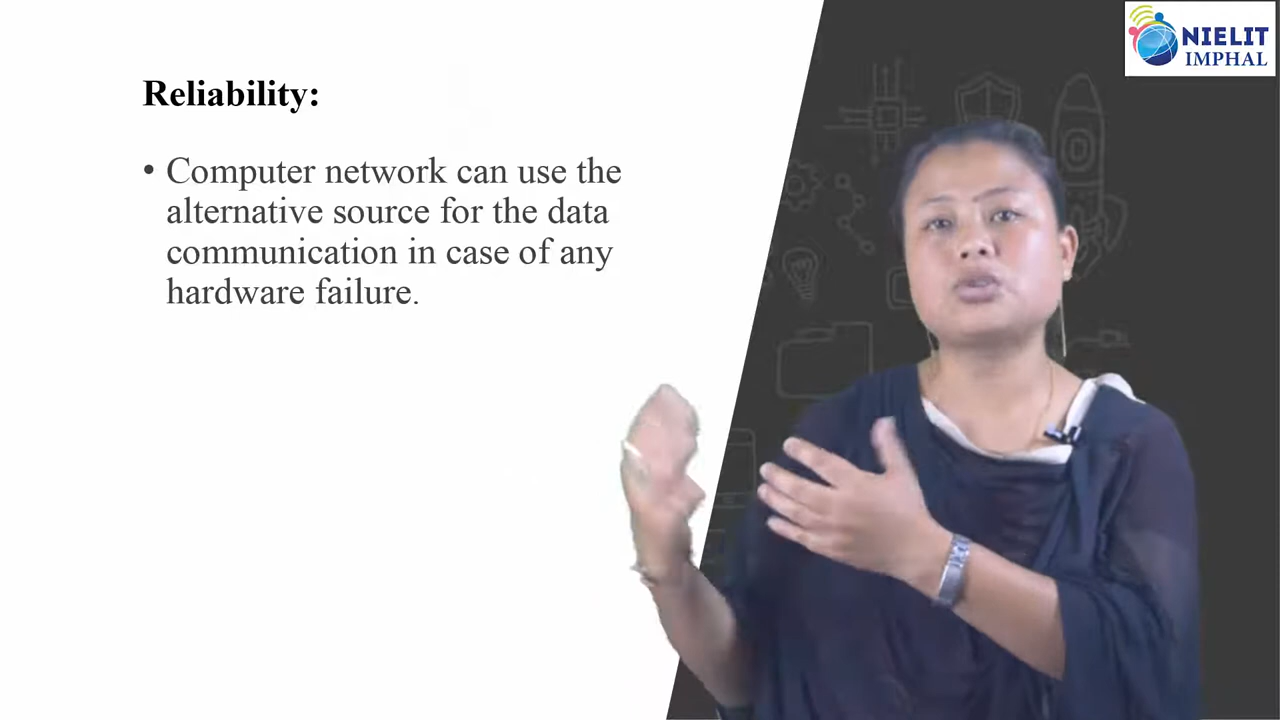 NIELIT
IMPHAL
Reliability:
• Computer network can use the
alternative source for the data
communication in case of any
hardware failure.